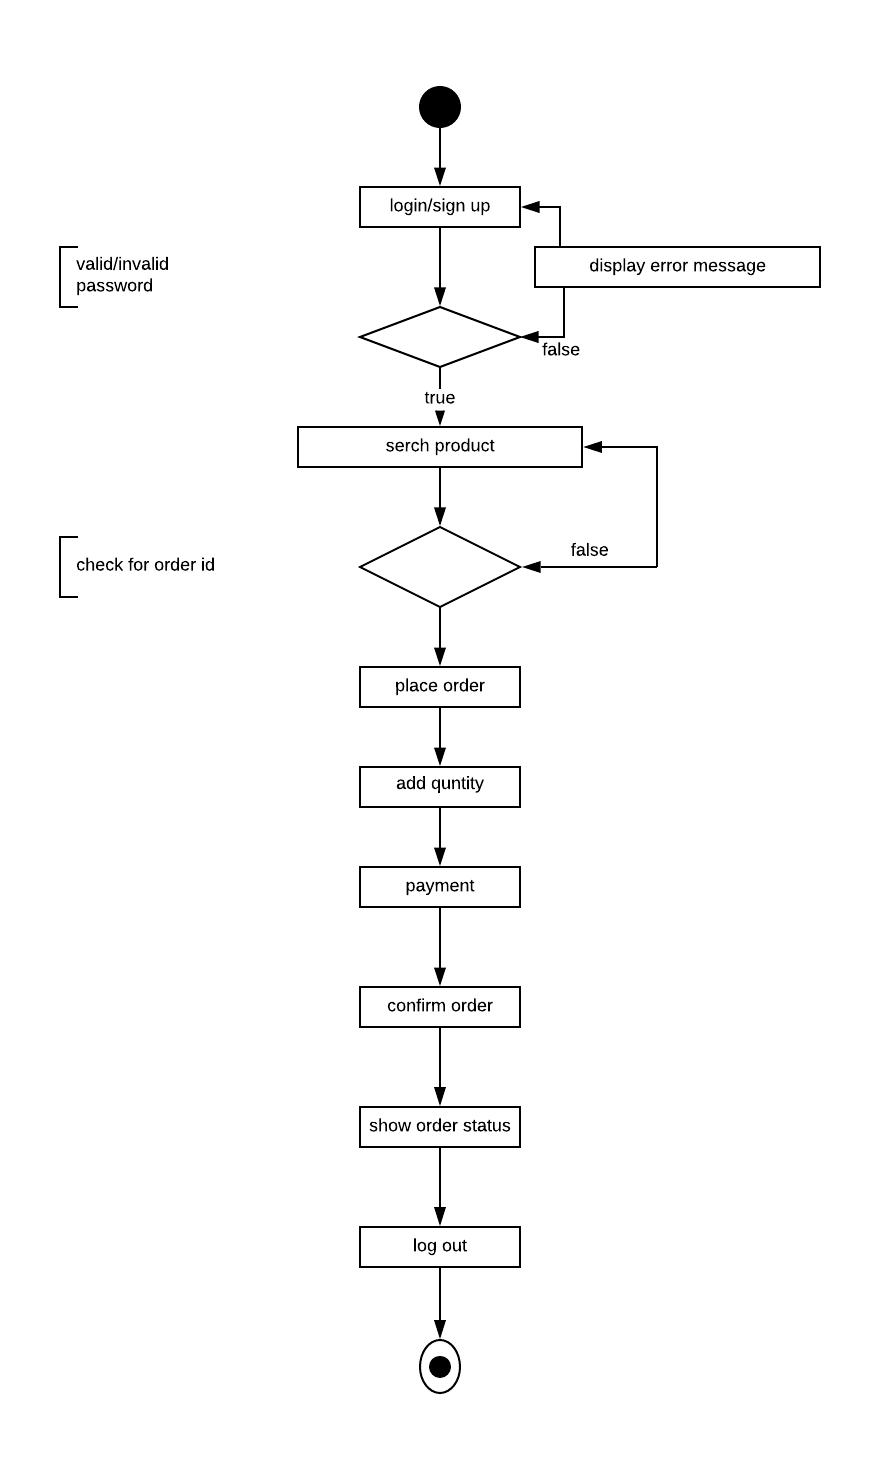 login/sign up
valid/invalid
password
display error message
false
true
serch product
false
check for order id
place order
add quntity
payment
confirm order
show order status
log out